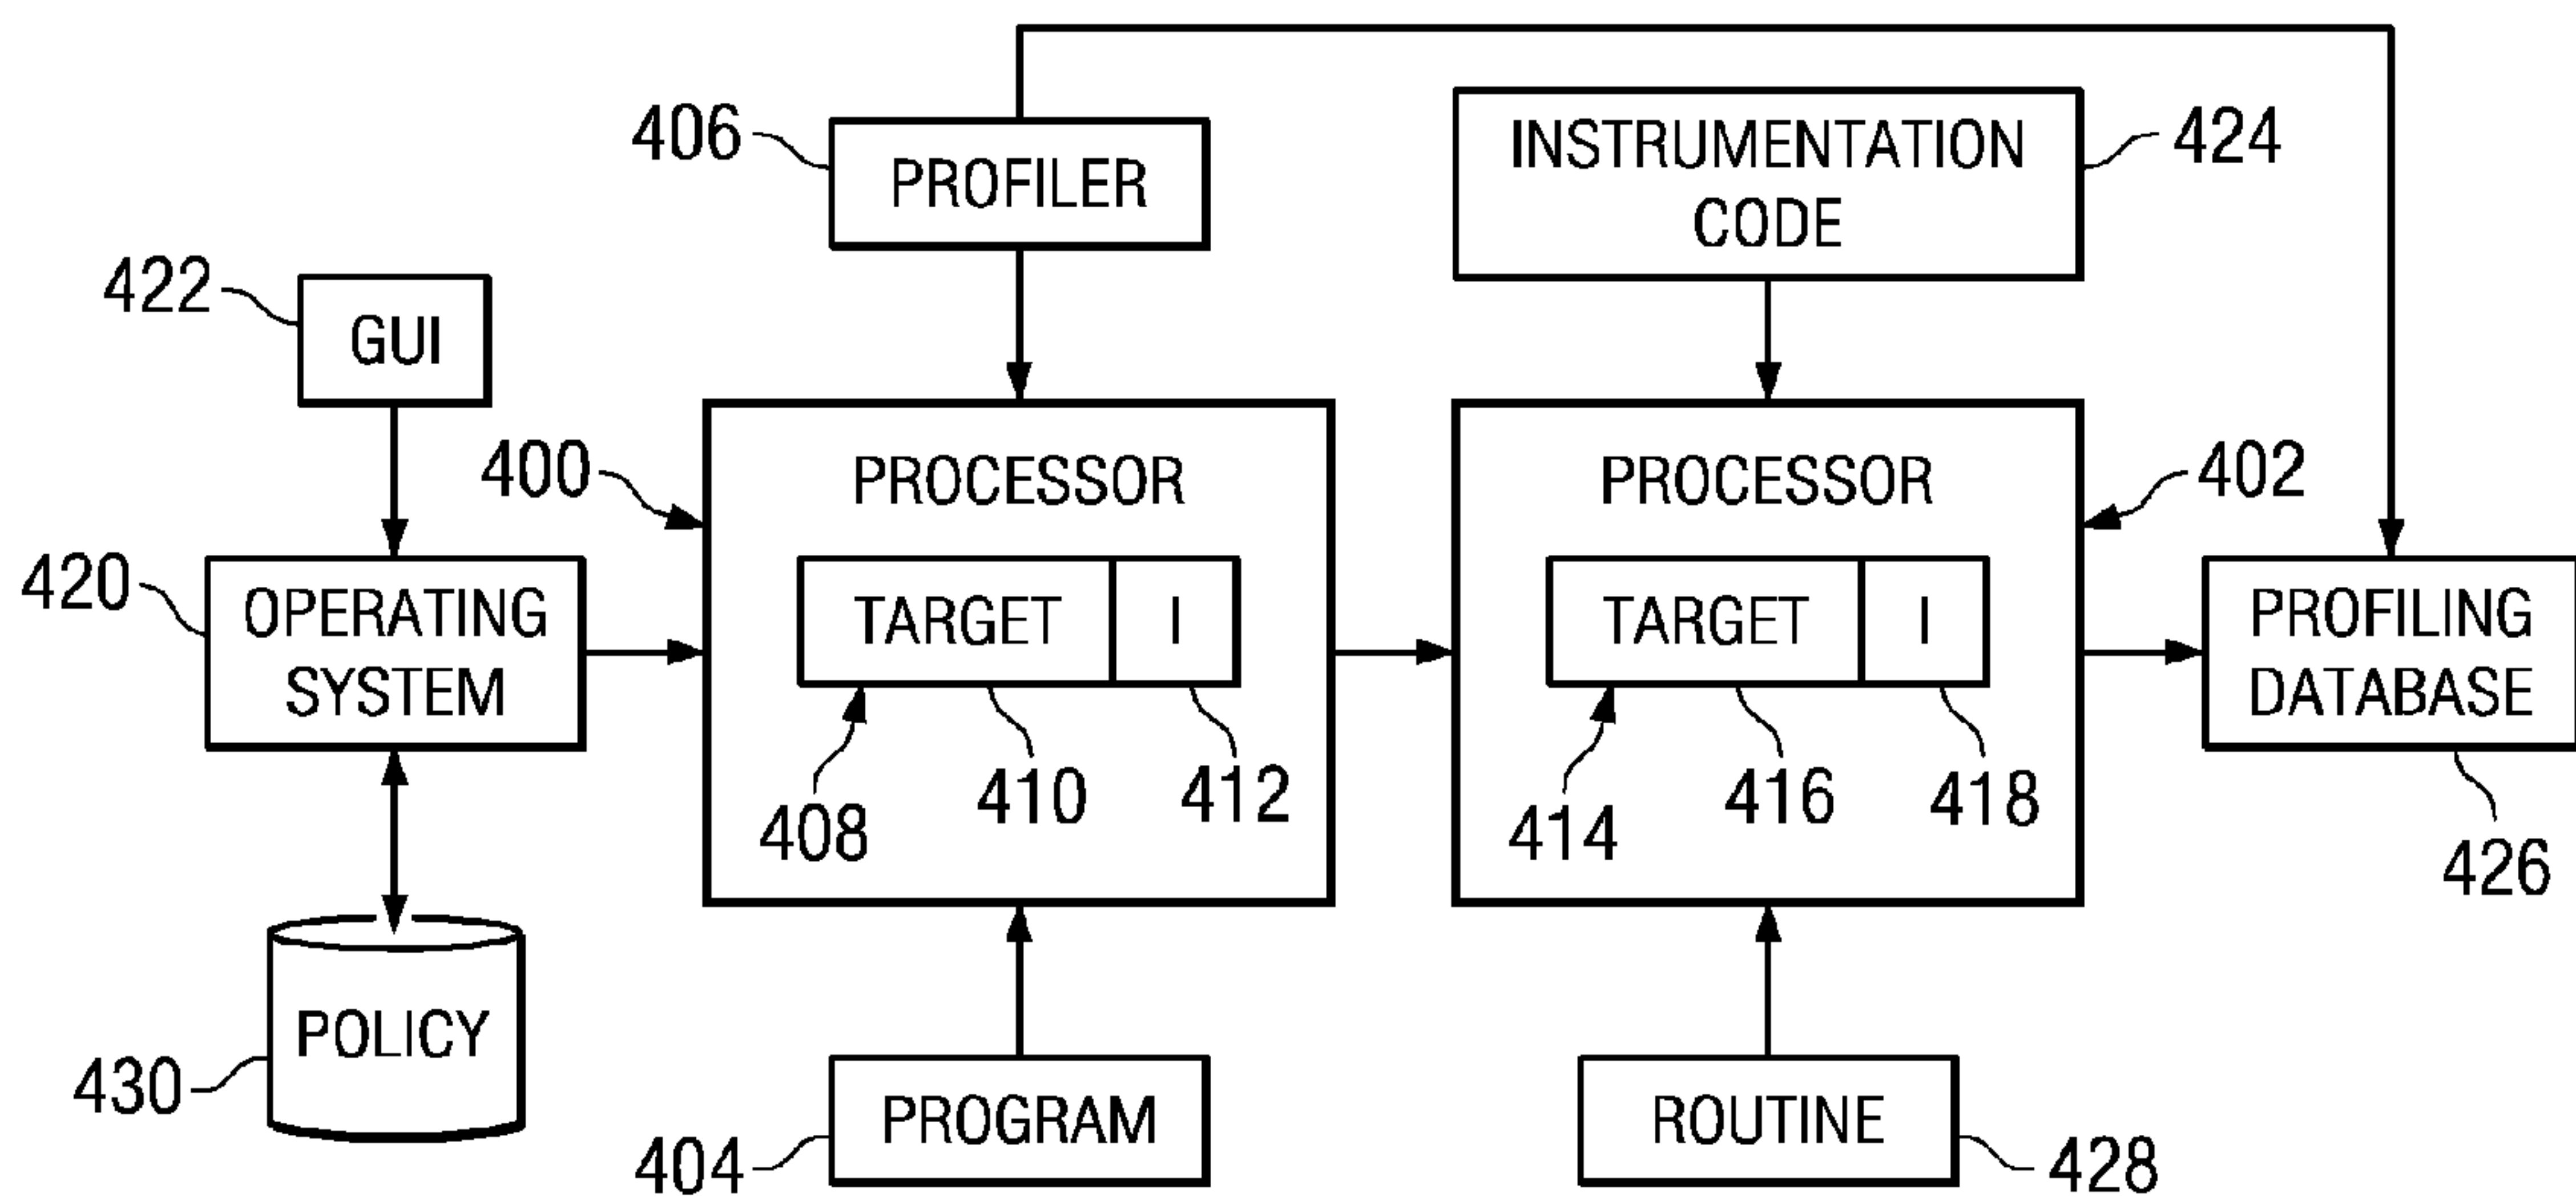 406
PROFILER
INSTRUMENTATION
CODE
424
422
GUI
400
PROCESSOR
PROCESSOR
402
420
OPERATING
SYSTEM
TARGET
I
TARGET
I
PROFILING
DATABASE
408
410
412
414
416
418
426
430
POLICY
404
PROGRAM
ROUTINE
428